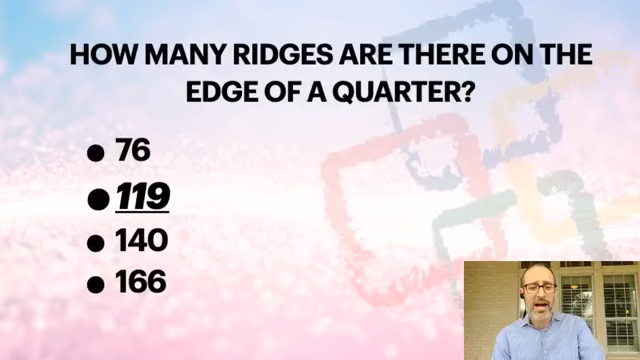 HOW MANY RIDGES ARE THERE ON THE
EDGE OF A QUARTER?
● 76
● 119
● 140
● 166